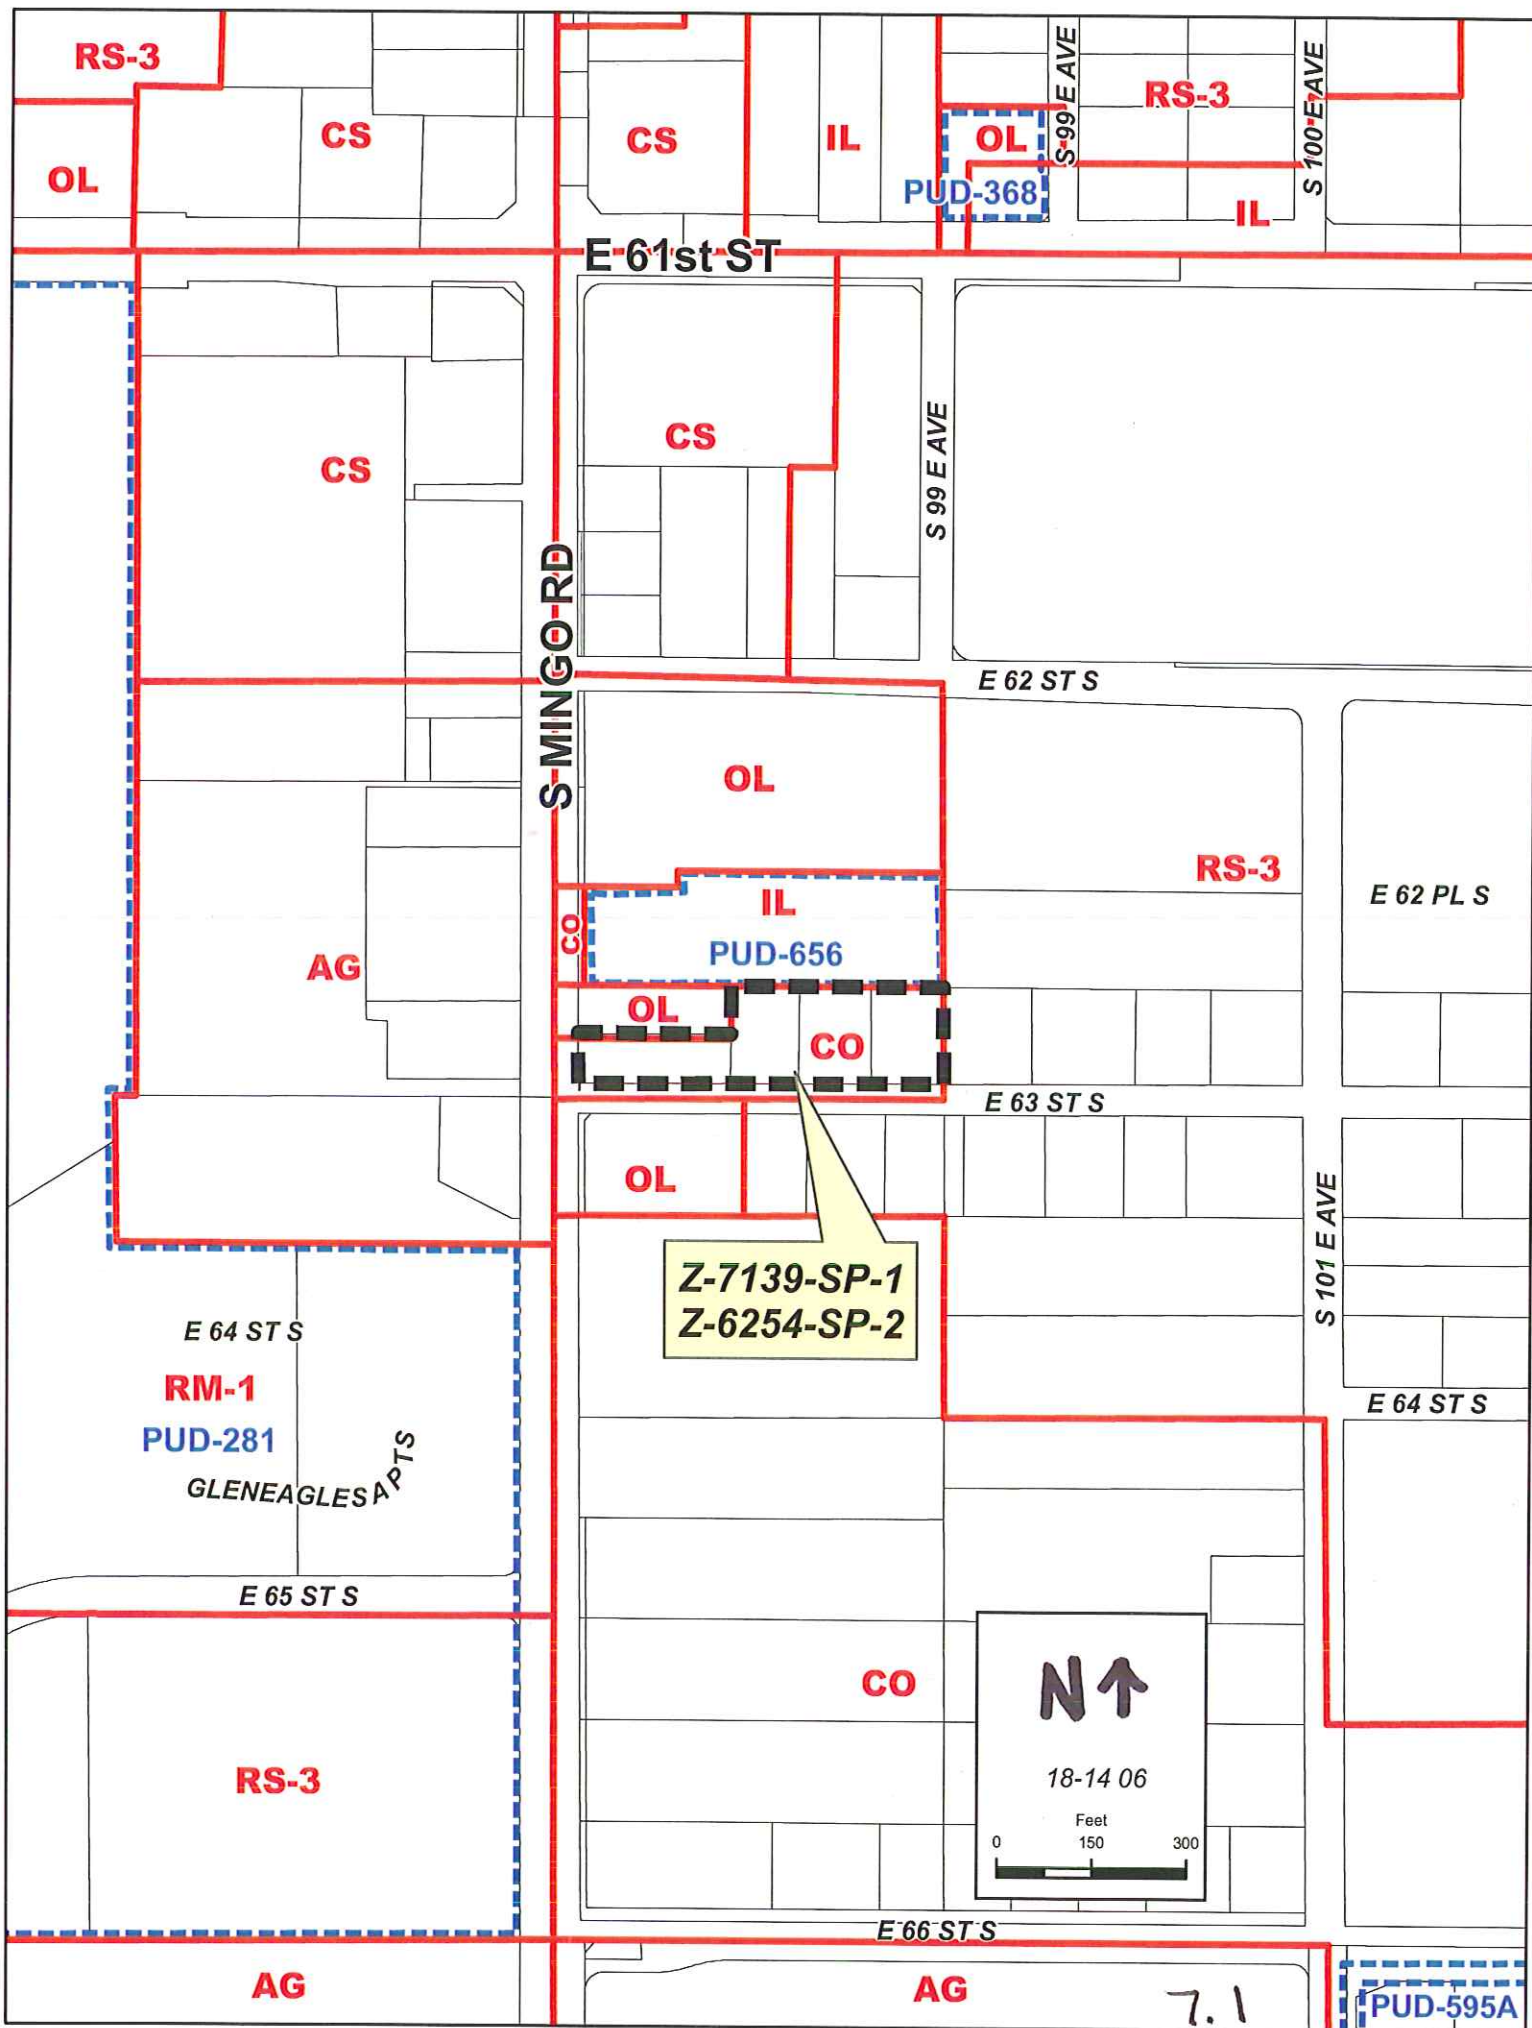 RS-3
CS
OL
CS
IL
OL
PUD-368
S 99 E AVE
RS-3
S 100 E AVE
IL
E 61st ST
CS
CS
S 99 E AVE
S MINGO RD
E 62 ST S
OL
RS-3
E 62 PL S
CO
IL
PUD-656
AG
OL
CO
E 63 ST S
OL
S 101 E AVE
Z-7139-SP-1
Z-6254-SP-2
E 64 ST S
RM-1
PUD-281
GLENEAGLES APTS
E 64 ST S
E 65 ST S
CO
RS-3
N↑
18-14 06
Feet
0 150 300
E 66 ST S
AG
AG
7.1
PUD-595A